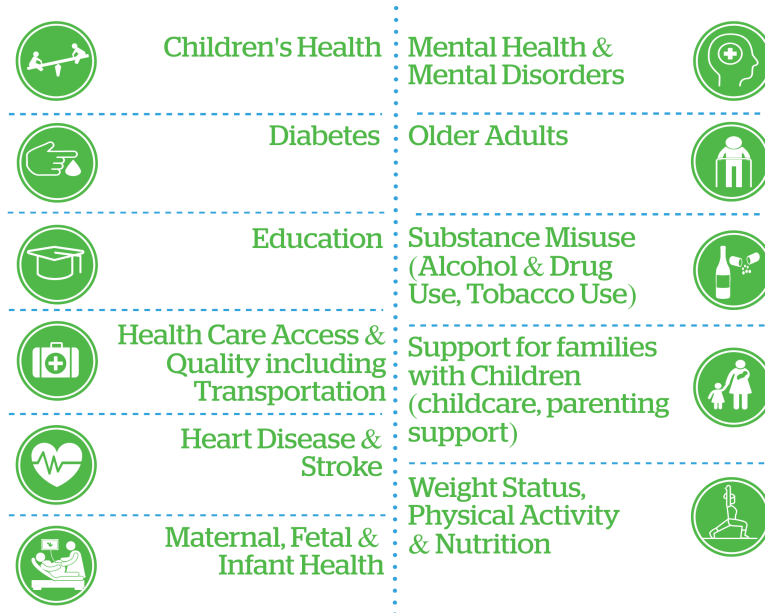 Children's Health
Diabetes
Education
Health Care Access &
Quality including
Transportation
Heart Disease &
Stroke
Maternal, Fetal &
Infant Health
Mental Health &
Mental Disorders
Older Adults
Substance Misuse
(Alcohol & Drug
Use, Tobacco Use)
Support for families
with Children
(childcare, parenting
support)
Weight Status,
Physical Activity
& Nutrition